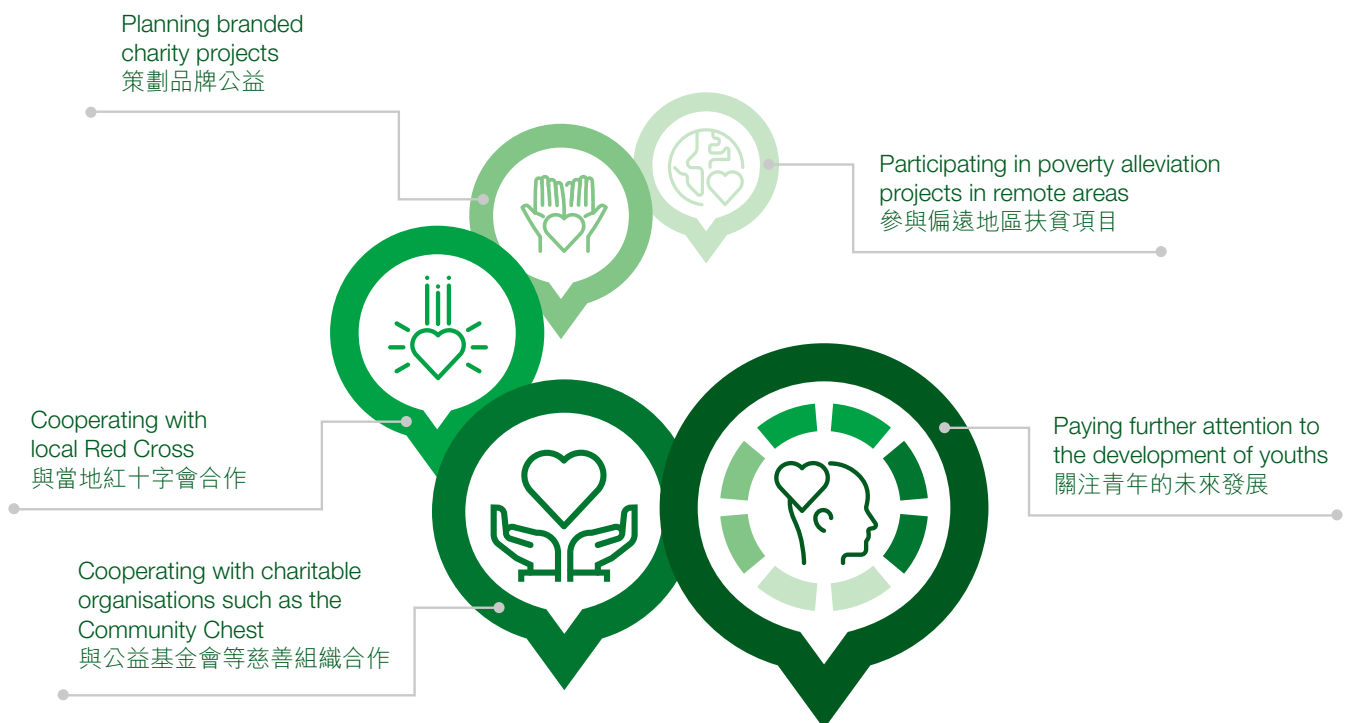 Planning branded
charity projects
策劃品牌公益
Participating in poverty alleviation
projects in remote areas
參與偏遠地區扶貧項目
Cooperating with
local Red Cross
與當地紅十字會合作
Paying further attention to
the development of youths
關注青年的未來發展
Cooperating with charitable
organisations such as the
Community Chest
與公益基金會等慈善組織合作